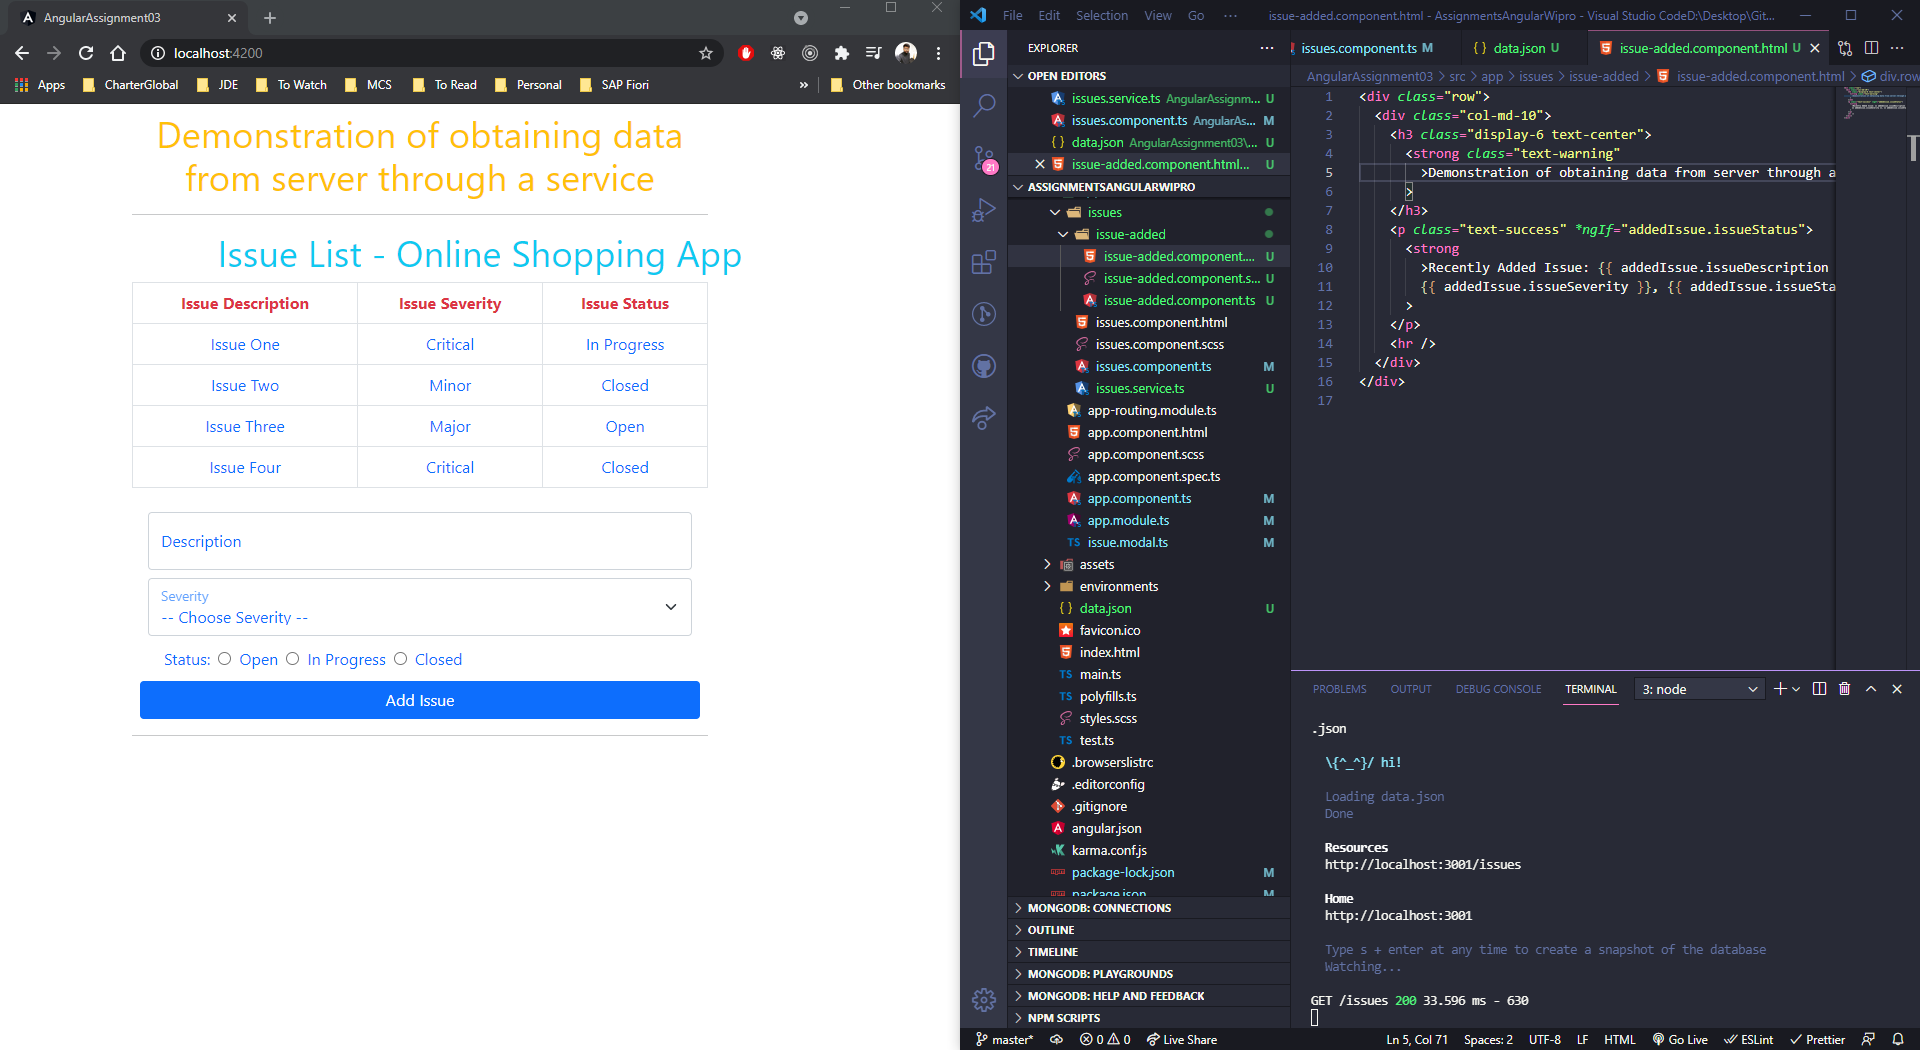 AngularAssignment03
localhost:4200
Apps CharterGlobal JDE To Watch MCS To Read Personal SAP Fiori » Other bookmarks
Demonstration of obtaining data
from server through a service
Issue List - Online Shopping App
Issue Description Issue Severity Issue Status
Issue One Critical In Progress
Issue Two Minor Closed
Issue Three Major Open
Issue Four Critical Closed
Description
Severity
-- Choose Severity --
Status: Open In Progress Closed
Add Issue
File Edit Selection View Go ··· issue-added.component.html - AssignmentsAngularWipro - Visual Studio CodeD:\Desktop\Git...
EXPLORER
OPEN EDITORS
issues.service.ts AngularAssignm... U
issues.component.ts AngularAs... M
data.json AngularAssignment03\... U
issue-added.component.html... U
21
ASSIGNMENTSANGULARWIPRO
issues
issue-added
issue-added.component.... U
issue-added.component.s... U
issue-added.component.ts U
issues.component.html
issues.component.scss
issues.component.ts M
issues.service.ts U
app-routing.module.ts
app.component.html
app.component.scss
app.component.spec.ts
app.component.ts M
app.module.ts M
TS issue.modal.ts M
assets
environments
{ } data.json U
favicon.ico
index.html
TS main.ts
TS polyfills.ts
styles.scss
TS test.ts
.browserslistrc
.editorconfig
.gitignore
angular.json
karma.conf.js
package-lock.json M
package.json M
MONGODB: CONNECTIONS
OUTLINE
TIMELINE
MONGODB: PLAYGROUNDS
MONGODB: HELP AND FEEDBACK
NPM SCRIPTS
issues.component.ts M { } data.json U issue-added.component.html U
AngularAssignment03 > src > app > issues > issue-added > issue-added.component.html > div.row
1 <div class="row">
2 <div class="col-md-10">
3 <h3 class="display-6 text-center">
4 <strong class="text-warning"
5 >Demonstration of obtaining data from server through a
6 >
7 </h3>
8 <p class="text-success" *ngIf="addedIssue.issueStatus">
9 <strong
10 >Recently Added Issue: {{ addedIssue.issueDescription
11 {{ addedIssue.issueSeverity }}, {{ addedIssue.issueSta
12 >
13 </p>
14 <hr />
15 </div>
16 </div>
17
PROBLEMS OUTPUT DEBUG CONSOLE TERMINAL 3: node
.json
\{^_^}/ hi!
Loading data.json
Done
Resources
http://localhost:3001/issues
Home
http://localhost:3001
Type s + enter at any time to create a snapshot of the database
Watching...
GET /issues 200 33.596 ms - 630
master* 0 0 Live Share Ln 5, Col 71 Spaces: 2 UTF-8 LF HTML Go Live ESLint Prettier